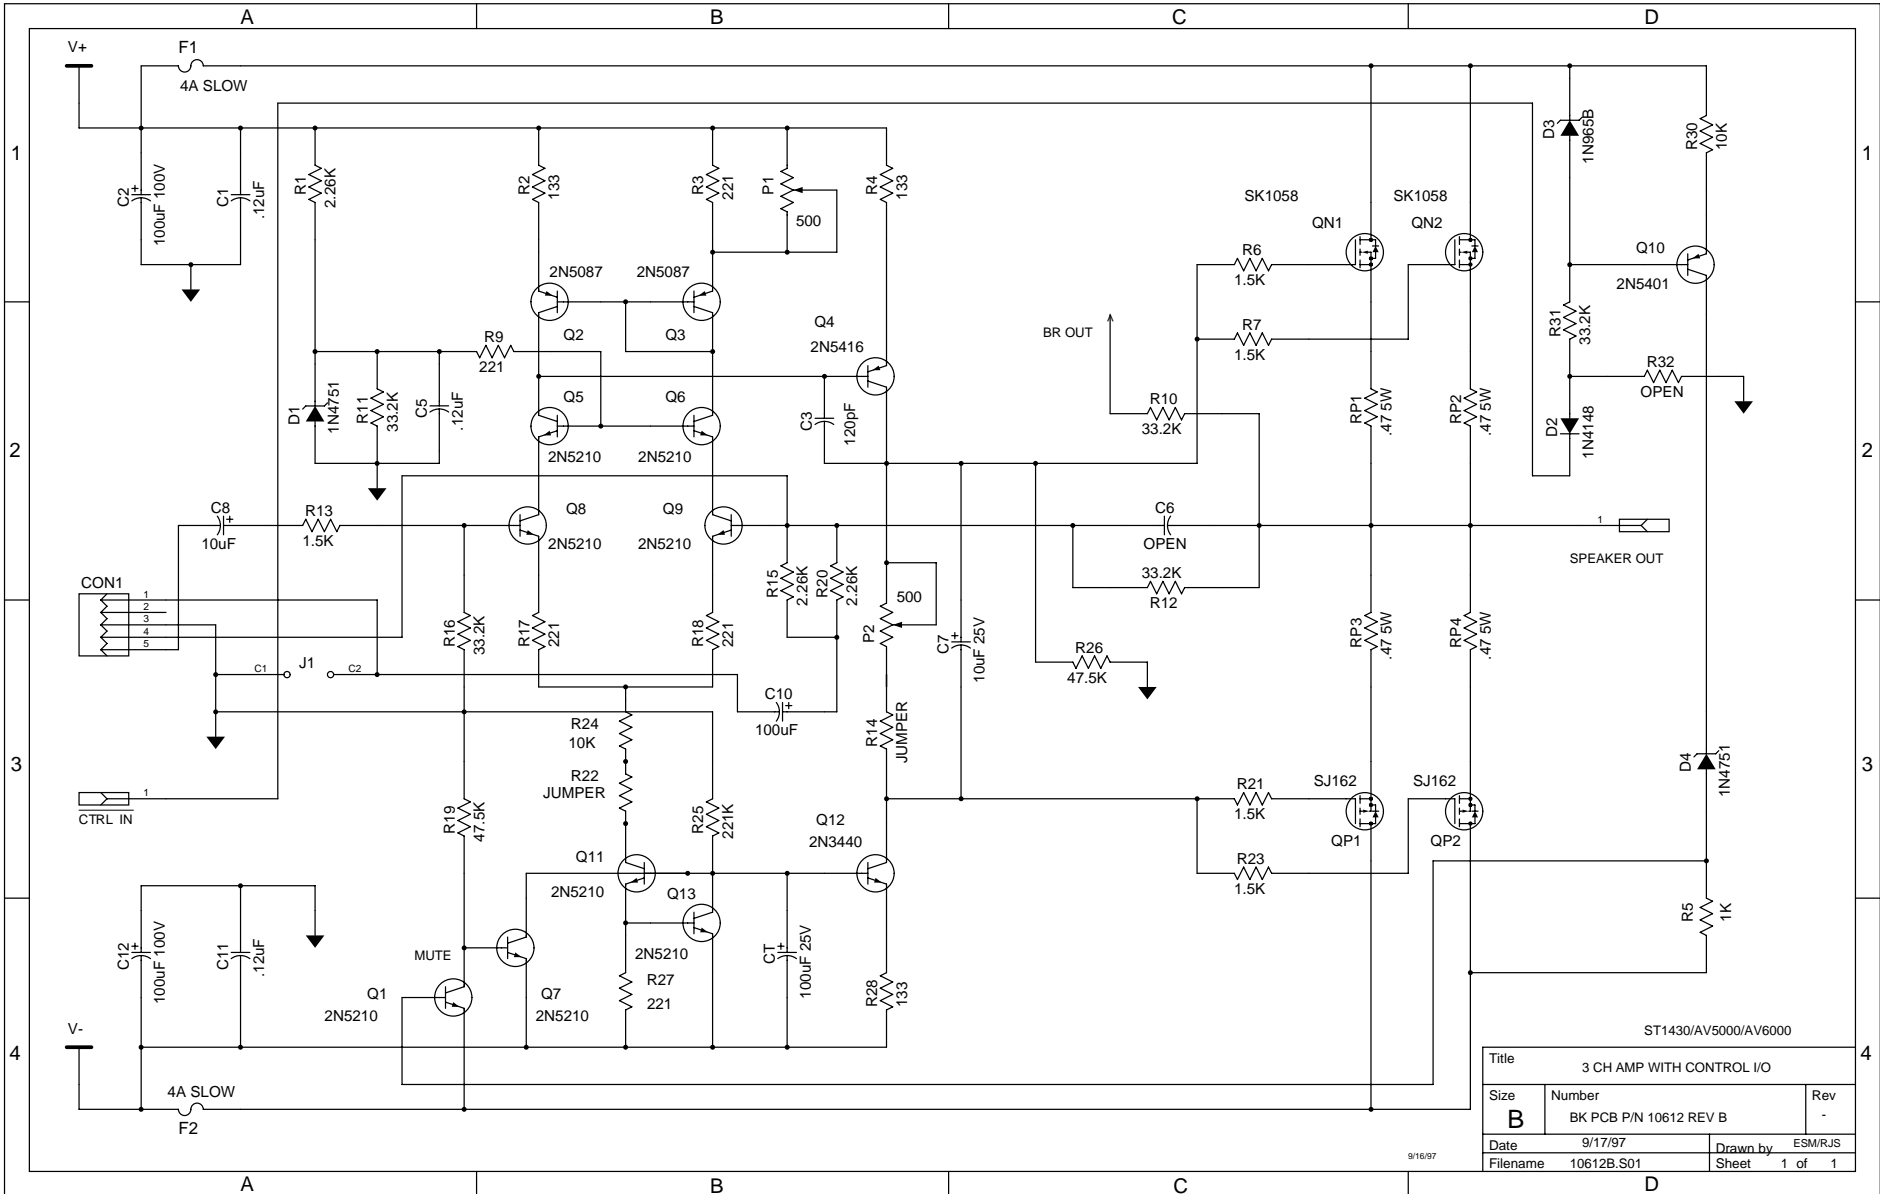 A B C D
V+
F1
4A SLOW
1
1
C2
100uF 100V
+
C1
.12uF
R1
2.26K
R2
133
R3
221
P1
500
R4
133
SK1058
SK1058
QN1
QN2
D3
1N965B
R30
10K
R6
1.5K
Q10
2N5401
2N5087
2N5087
Q2
Q3
Q4
2N5416
BR OUT
R7
1.5K
R31
33.2K
R9
221
R32
OPEN
2
2
D1
1N4751
R11
33.2K
C5
.12uF
Q5
Q6
C3
120pF
R10
33.2K
RP1
.47 5W
RP2
.47 5W
D2
1N4148
2N5210
2N5210
C8
+
10uF
R13
1.5K
Q8
Q9
2N5210
2N5210
C6
OPEN
1
SPEAKER OUT
CON1
1
2
3
4
5
R15
2.26K
R20
2.26K
33.2K
R12
500
P2
R16
33.2K
R17
221
R18
221
C7
+
10uF 25V
R26
47.5K
RP3
.47 5W
RP4
.47 5W
C1
J1
C2
C10
+
100uF
R24
10K
R14
JUMPER
3
3
R22
JUMPER
D4
1N4751
R21
1.5K
SJ162
SJ162
1
CTRL IN
R19
47.5K
R25
221K
Q12
2N3440
QP1
QP2
Q11
2N5210
Q13
R23
1.5K
R5
1K
C12
+
100uF 100V
C11
.12uF
MUTE
2N5210
CT
+
100uF 25V
Q1
2N5210
Q7
2N5210
R27
221
R28
133
V-
4
4
4A SLOW
F2
ST1430/AV5000/AV6000
Title
3 CH AMP WITH CONTROL I/O
Size
B
Number
BK PCB P/N 10612 REV B
Rev
-
Date 9/17/97
Drawn by ESM/RJS
Filename 10612B.S01
Sheet 1 of 1
9/16/97
A B C D